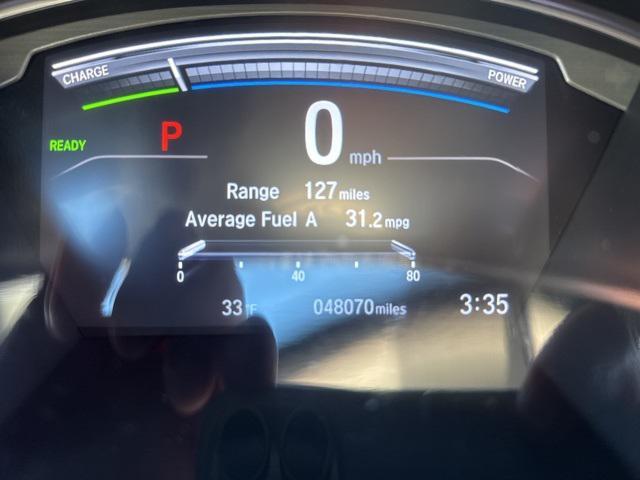 CHARGE POWER
READY P 0 mph
Range 127 miles
Average Fuel A 31.2 mpg
0 40 80
33°F 048070 miles 3:35